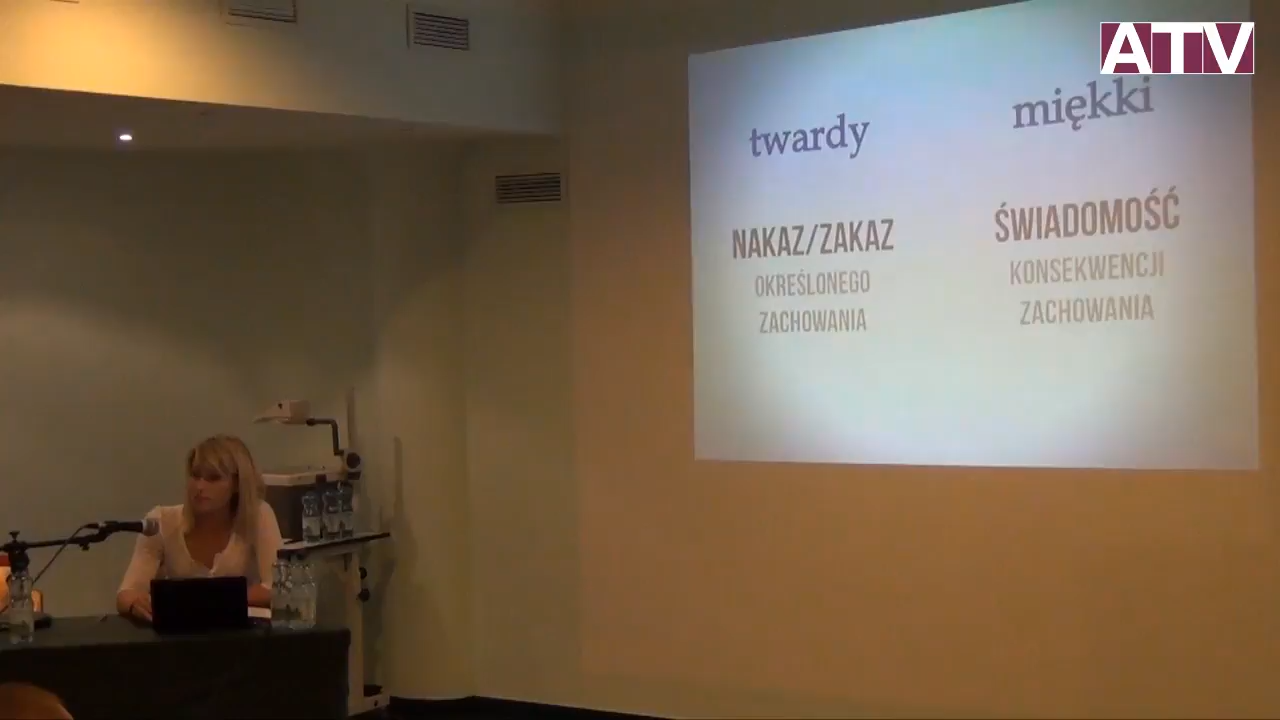 ATV
twardy
miękki
NAKAZ/ZAKAZ
OKREŚLONEGO
ZACHOWANIA
ŚWIADOMOŚĆ
KONSEKWENCJI
ZACHOWANIA